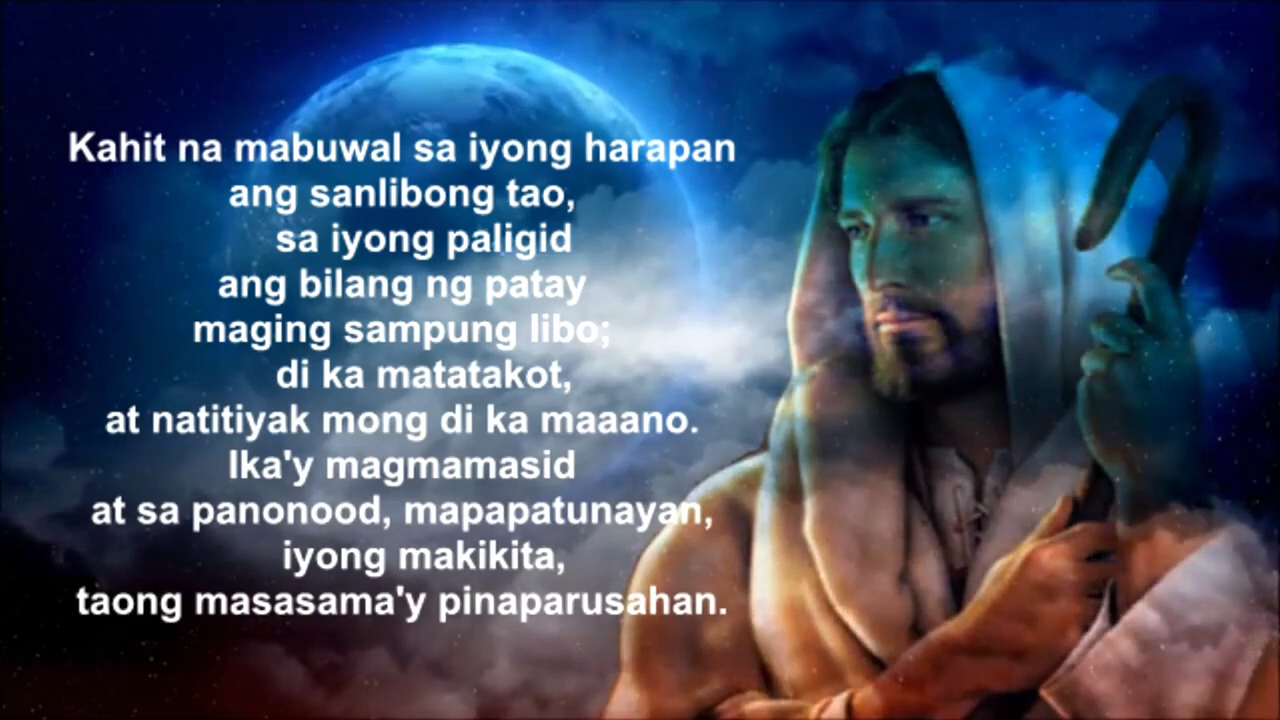 Kahit na mabuwal sa iyong harapan
ang sanlibong tao,
sa iyong paligid
ang bilang ng patay
maging sampung libo;
di ka matatakot,
at natitiyak mong di ka maaano.
Ika'y magmamasid
at sa panonood, mapapatunayan,
iyong makikita,
taong masasama'y pinaparusahan.